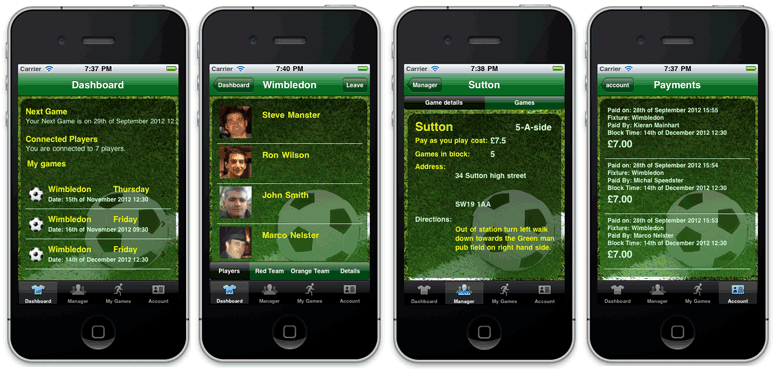 Carrier 7:37 PM
Dashboard
Next Game
Your Next Game is on 29th of September 2012 12:
Connected Players
You are connected to 7 players.
My games
Wimbledon Thursday
Date: 15th of November 2012 12:30
Wimbledon Friday
Date: 16th of November 2012 09:30
Wimbledon Friday
Date: 14th of December 2012 12:30
Dashboard Manager My Games Account
Carrier 7:40 PM
Dashboard Wimbledon Leave
Steve Manster
Ron Wilson
John Smith
Marco Nelster
Players Red Team Orange Team Details
Dashboard Manager My Games Account
Carrier 7:38 PM
Manager Sutton
Game details Games
Sutton 5-A-side
Pay as you play cost: £7.5
Games in block: 5
Address:
34 Sutton high street
SW19 1AA
Directions:
Out of station turn left walk
down towards the Green man
pub field on right hand side.
Dashboard Manager My Games Account
Carrier 7:37 PM
account Payments
Paid on: 28th of September 2012 15:55
Fixture: Wimbledon
Paid By: Kieran Mainhart
Block Time: 14th of December 2012 12:30
£7.00
Paid on: 28th of September 2012 15:54
Fixture: Wimbledon
Paid By: Michal Speedster
Block Time: 14th of December 2012 12:30
£7.00
Paid on: 28th of September 2012 15:53
Fixture: Wimbledon
Paid By: Marco Nelster
Block Time: 14th of December 2012 12:30
£7.00
Dashboard Manager My Games Account